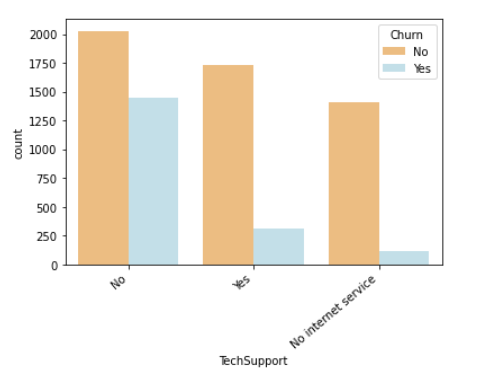 Churn
No
Yes
2000
1750
1500
1250
1000
750
500
250
0
count
No
Yes
No internet service
TechSupport